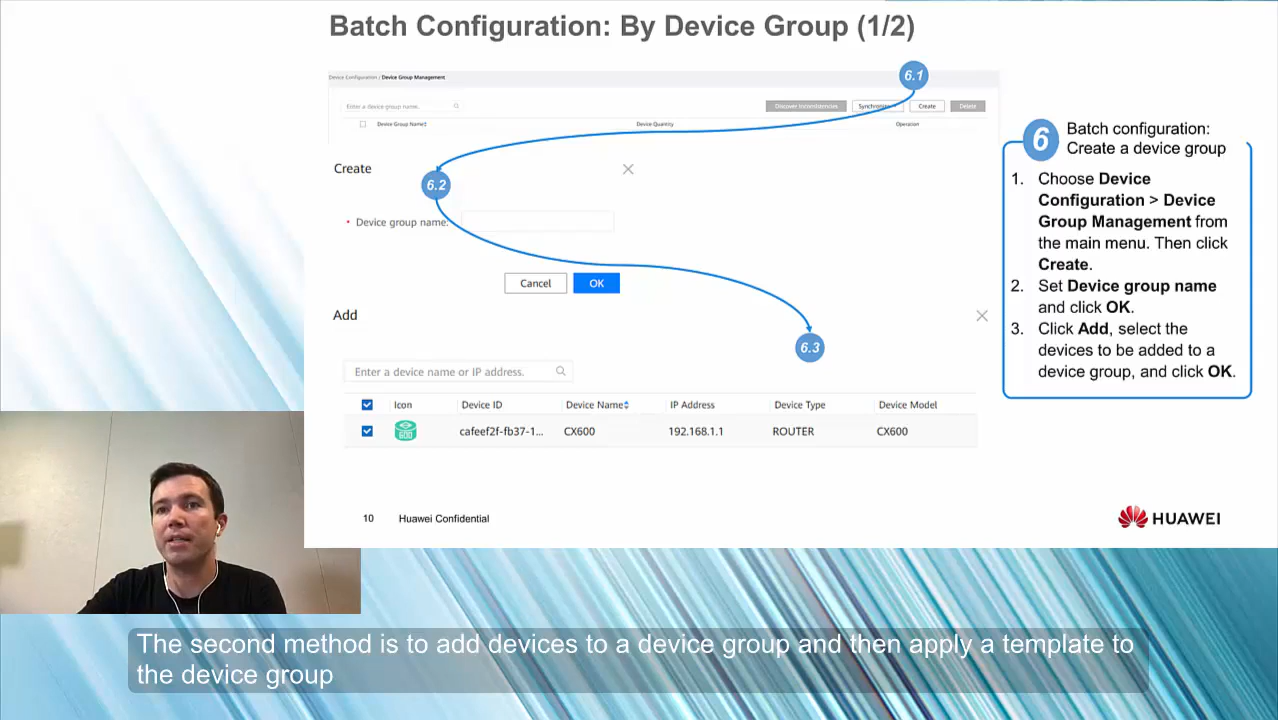 Batch Configuration: By Device Group (1/2)
Device Configuration / Device Group Management
6.1
Enter a device group name.
Discover Inconsistencies
Create
Delete
Device Group Name
Device Quantity
Operation
Create
6.2
* Device group name:
Cancel
OK
Add
6.3
Enter a device name or IP address.
Icon Device ID Device Name IP Address Device Type Device Model
600 cafeef2f-fb37-1... CX600 192.168.1.1 ROUTER CX600
6
Batch configuration:
Create a device group
1. Choose Device
Configuration > Device
Group Management from
the main menu. Then click
Create.
2. Set Device group name
and click OK.
3. Click Add, select the
devices to be added to a
device group, and click OK.
10 Huawei Confidential
HUAWEI
The second method is to add devices to a device group and then apply a template to
the device group